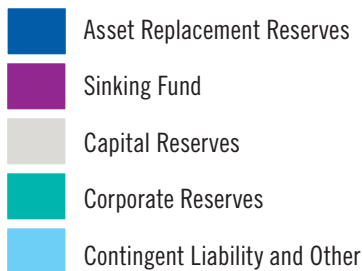 Asset Replacement Reserves
Sinking Fund
Capital Reserves
Corporate Reserves
Contingent Liability and Other